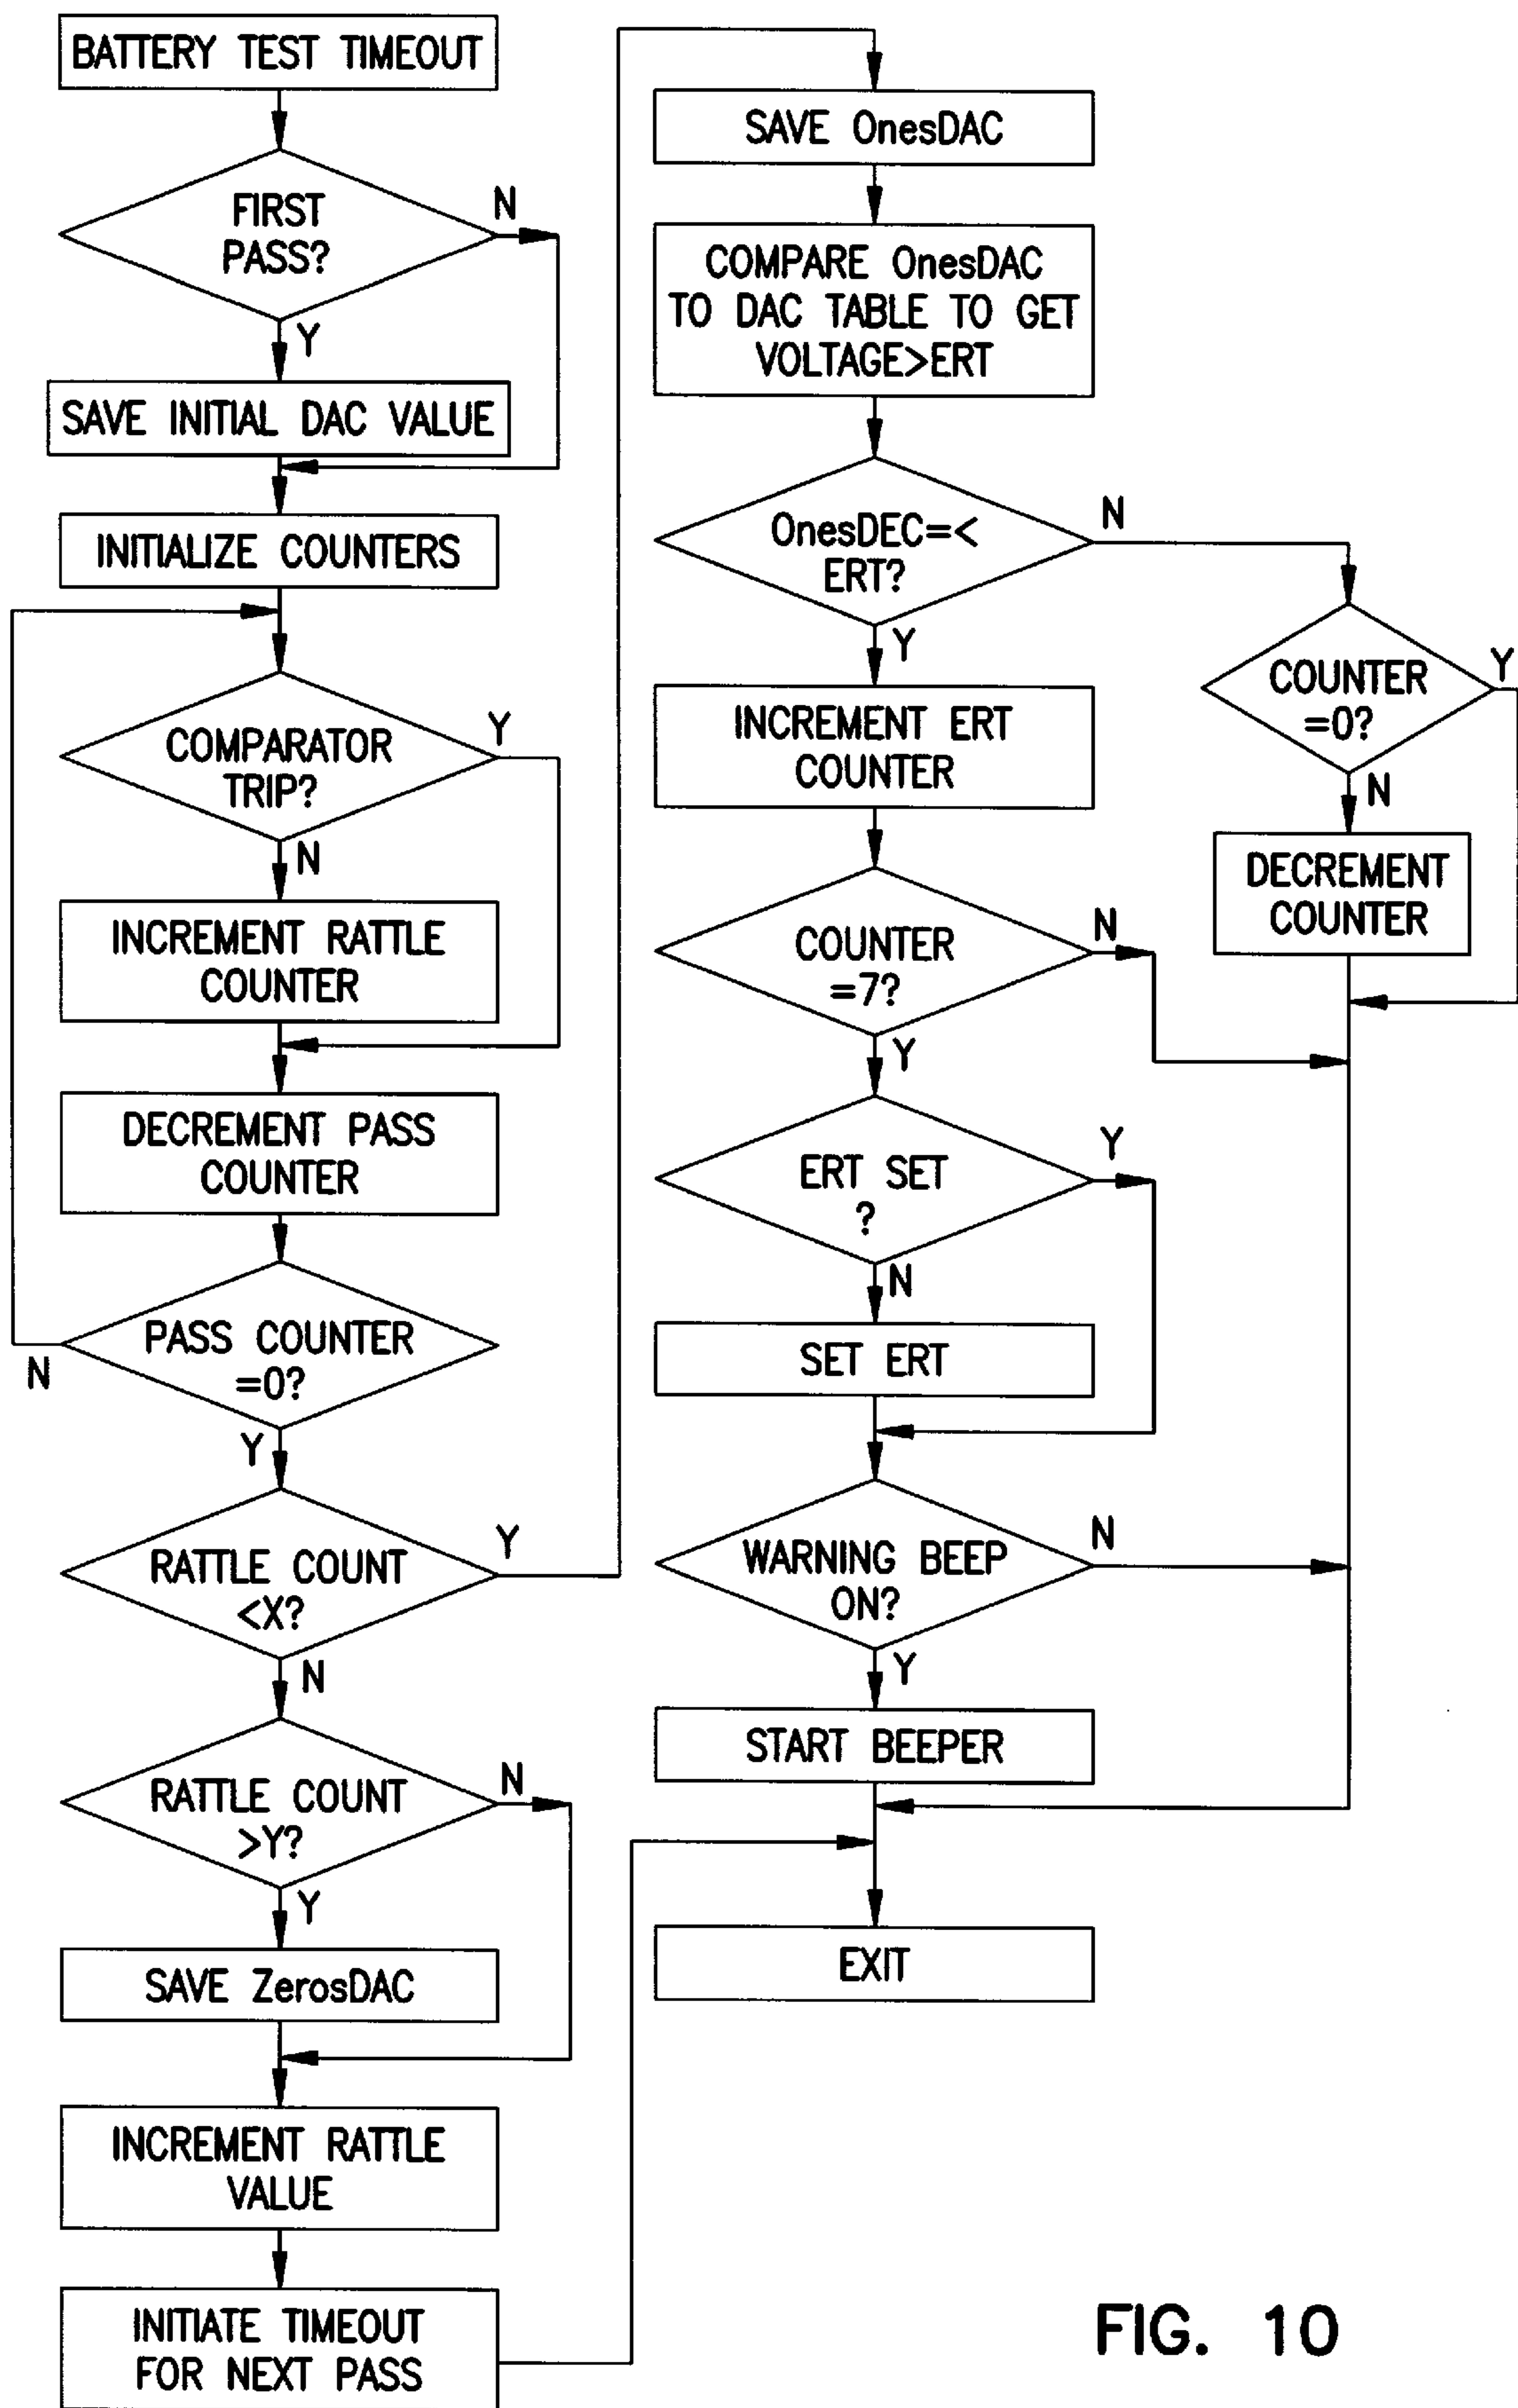 BATTERY TEST TIMEOUT
FIRST
PASS?
N
Y
SAVE INITIAL DAC VALUE
INITIALIZE COUNTERS
COMPARATOR
TRIP?
Y
N
INCREMENT RATTLE
COUNTER
DECREMENT PASS
COUNTER
PASS COUNTER
=0?
N
Y
RATTLE COUNT
<X?
Y
N
RATTLE COUNT
>Y?
N
Y
SAVE ZerosDAC
INCREMENT RATTLE
VALUE
INITIATE TIMEOUT
FOR NEXT PASS
SAVE OnesDAC
COMPARE OnesDAC
TO DAC TABLE TO GET
VOLTAGE>ERT
OnesDEC=<
ERT?
N
Y
COUNTER
=0?
Y
N
DECREMENT
COUNTER
INCREMENT ERT
COUNTER
COUNTER
=7?
N
Y
ERT SET
?
Y
N
SET ERT
WARNING BEEP
ON?
N
Y
START BEEPER
EXIT
FIG. 10